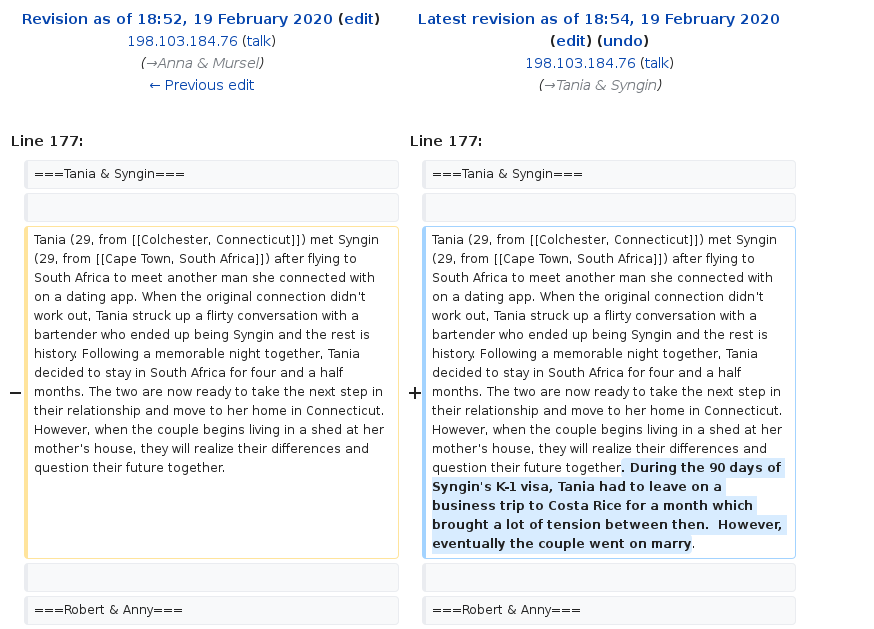 Revision as of 18:52, 19 February 2020 (edit)
198.103.184.76 (talk)
(→Anna & Mursel)
← Previous edit
Latest revision as of 18:54, 19 February 2020
(edit) (undo)
198.103.184.76 (talk)
(→Tania & Syngin)
Line 177:
Line 177:
===Tania & Syngin===
===Tania & Syngin===
−
Tania (29, from [[Colchester, Connecticut]]) met Syngin
(29, from [[Cape Town, South Africa]]) after flying to
South Africa to meet another man she connected with
on a dating app. When the original connection didn't
work out, Tania struck up a flirty conversation with a
bartender who ended up being Syngin and the rest is
history. Following a memorable night together, Tania
decided to stay in South Africa for four and a half
months. The two are now ready to take the next step in
their relationship and move to her home in Connecticut.
However, when the couple begins living in a shed at her
mother's house, they will realize their differences and
question their future together.
+
Tania (29, from [[Colchester, Connecticut]]) met Syngin
(29, from [[Cape Town, South Africa]]) after flying to
South Africa to meet another man she connected with
on a dating app. When the original connection didn't
work out, Tania struck up a flirty conversation with a
bartender who ended up being Syngin and the rest is
history. Following a memorable night together, Tania
decided to stay in South Africa for four and a half
months. The two are now ready to take the next step in
their relationship and move to her home in Connecticut.
However, when the couple begins living in a shed at her
mother's house, they will realize their differences and
question their future together. During the 90 days of
Syngin's K-1 visa, Tania had to leave on a
business trip to Costa Rice for a month which
brought a lot of tension between then.  However,
eventually the couple went on marry.
===Robert & Anny===
===Robert & Anny===